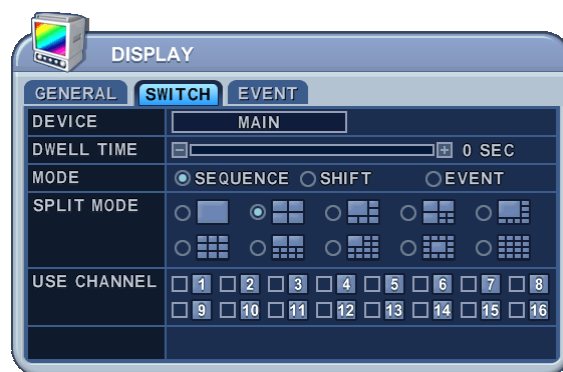 DISPLAY
GENERAL SWITCH EVENT
DEVICE MAIN
DWELL TIME 0 SEC
MODE SEQUENCE SHIFT EVENT
SPLIT MODE
USE CHANNEL 1 2 3 4 5 6 7 8
9 10 11 12 13 14 15 16